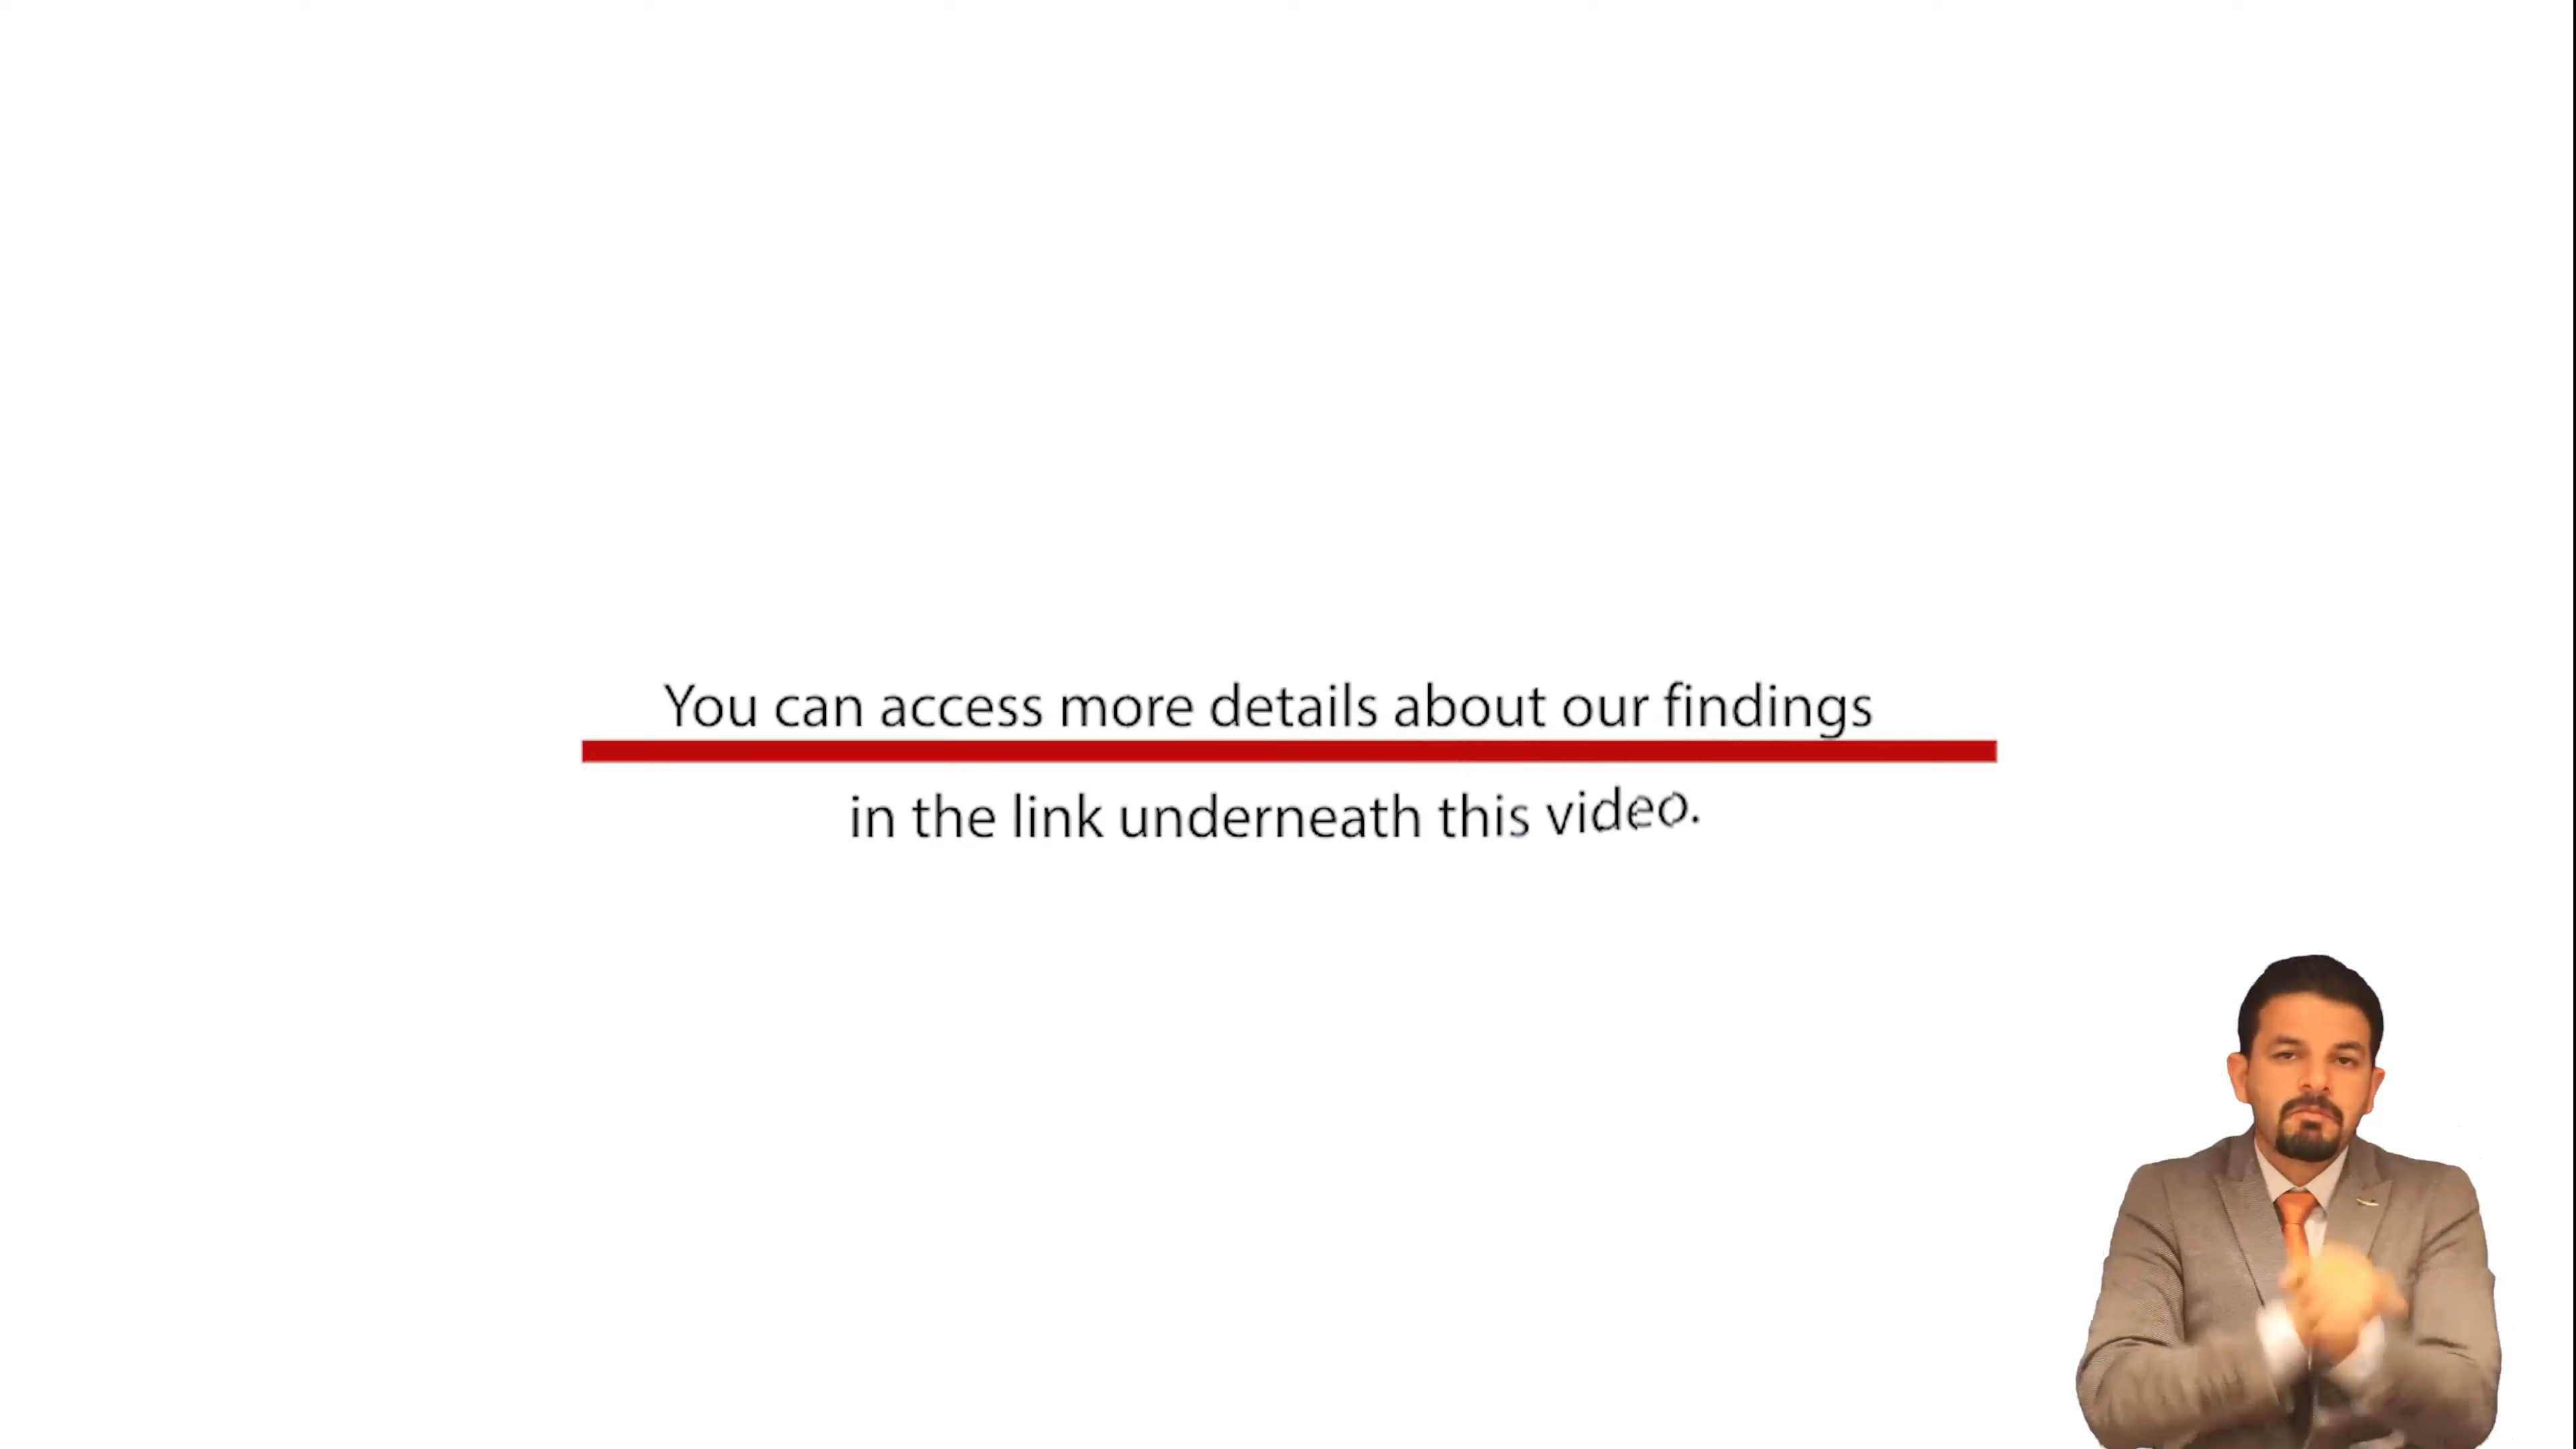 You can access more details about our findings
in the link underneath this video.